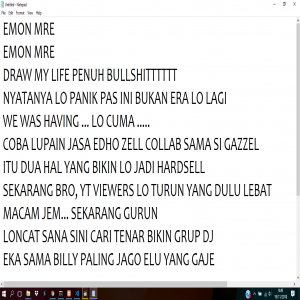 Untitled - Notepad
File Edit Format View Help
EMON MRE
EMON MRE
DRAW MY LIFE PENUH BULLSHITTTTTT
NYATANYA LO PANIK PAS INI BUKAN ERA LO LAGI
WE WAS HAVING ... LO CUMA .....
COBA LUPAIN JASA EDHO ZELL COLLAB SAMA SI GAZZEL
ITU DUA HAL YANG BIKIN LO JADI HARDSELL
SEKARANG BRO, YT VIEWERS LO TURUN YANG DULU LEBAT
MACAM JEM... SEKARANG GURUN
LONCAT SANA SINI CARI TENAR BIKIN GRUP DJ
EKA SAMA BILLY PALING JAGO ELU YANG GAJE